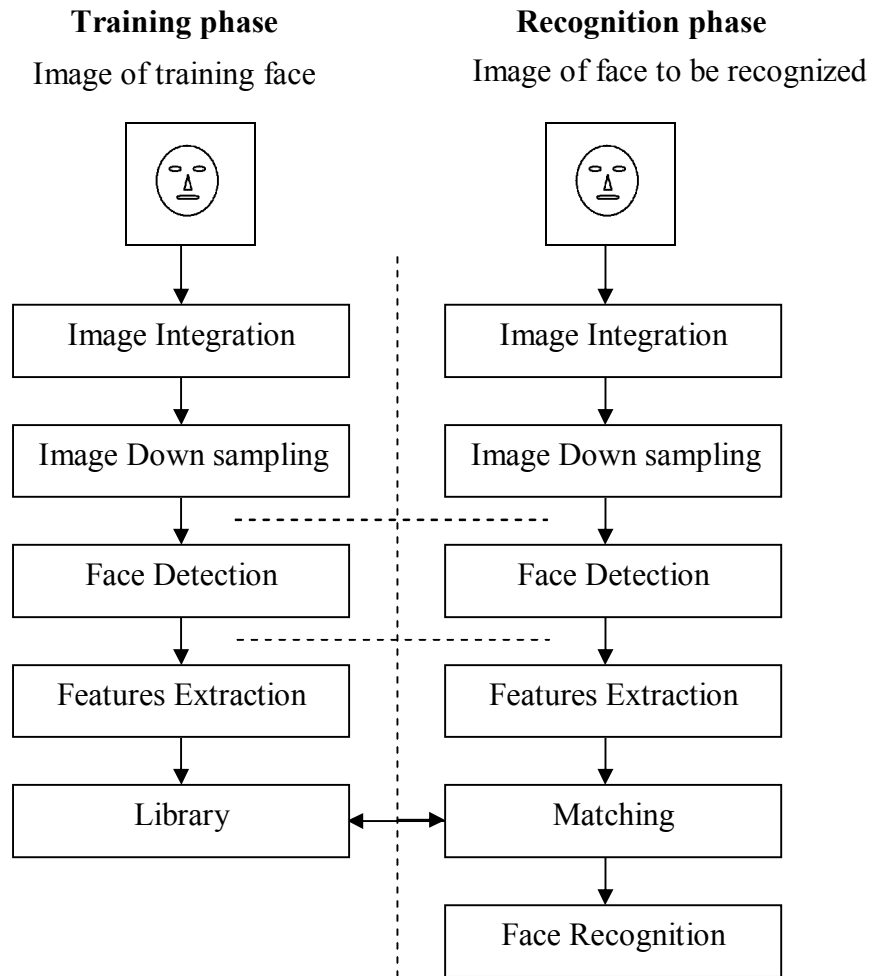 Training phase
Image of training face
Image Integration
Image Down sampling
Face Detection
Features Extraction
Library
Recognition phase
Image of face to be recognized
Image Integration
Image Down sampling
Face Detection
Features Extraction
Matching
Face Recognition